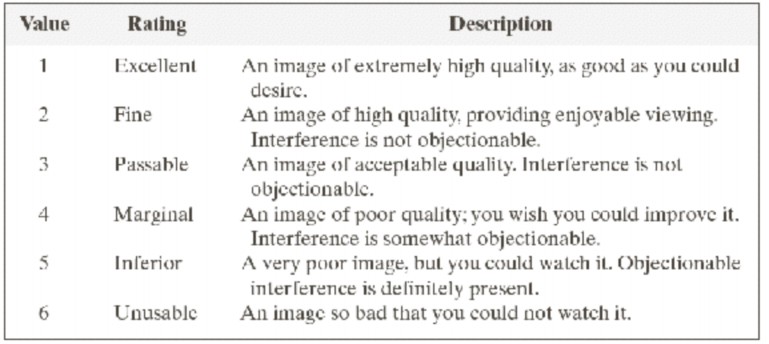 Value Rating Description
1 Excellent An image of extremely high quality, as good as you could
desire.
2 Fine An image of high quality, providing enjoyable viewing.
Interference is not objectionable.
3 Passable An image of acceptable quality. Interference is not
objectionable.
4 Marginal An image of poor quality; you wish you could improve it.
Interference is somewhat objectionable.
5 Inferior A very poor image, but you could watch it. Objectionable
interference is definitely present.
6 Unusable An image so bad that you could not watch it.